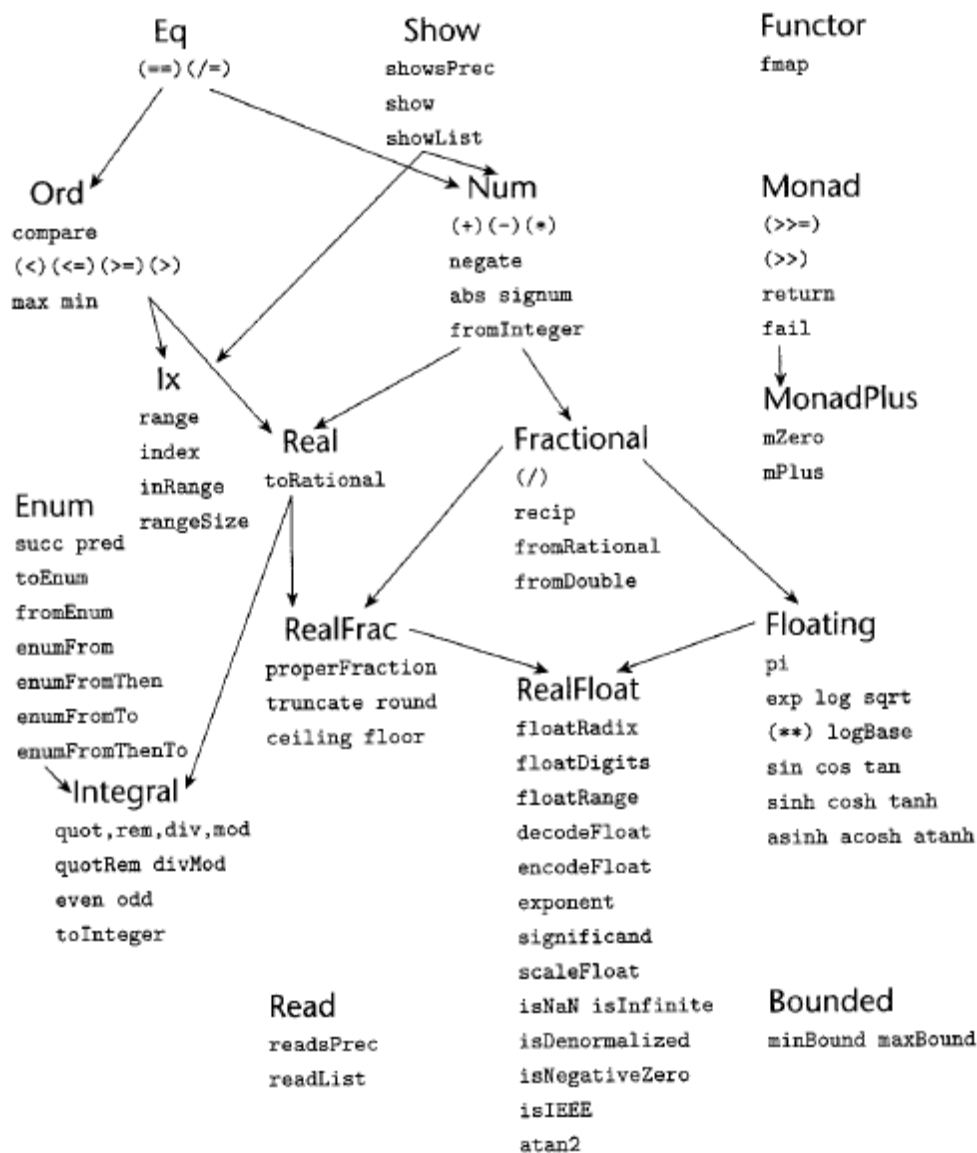 Eq
(==)(/=)
Show
showsPrec
show
showList
Functor
fmap
Ord
compare
(<)(<=)(>=)(>)
max min
Num
(+)(-)(*)
negate
abs signum
fromInteger
Monad
(>>=)
(>>)
return
fail
Ix
range
index
inRange
rangeSize
Real
toRational
Fractional
(/)
recip
fromRational
fromDouble
MonadPlus
mZero
mPlus
Enum
succ pred
toEnum
fromEnum
enumFrom
enumFromThen
enumFromTo
enumFromThenTo
RealFrac
properFraction
truncate round
ceiling floor
Floating
pi
exp log sqrt
(**) logBase
sin cos tan
sinh cosh tanh
asinh acosh atanh
RealFloat
floatRadix
floatDigits
floatRange
decodeFloat
encodeFloat
exponent
significand
scaleFloat
isNaN isInfinite
isDenormalized
isNegativeZero
isIEEE
atan2
Integral
quot,rem,div,mod
quotRem divMod
even odd
toInteger
Read
readsPrec
readList
Bounded
minBound maxBound